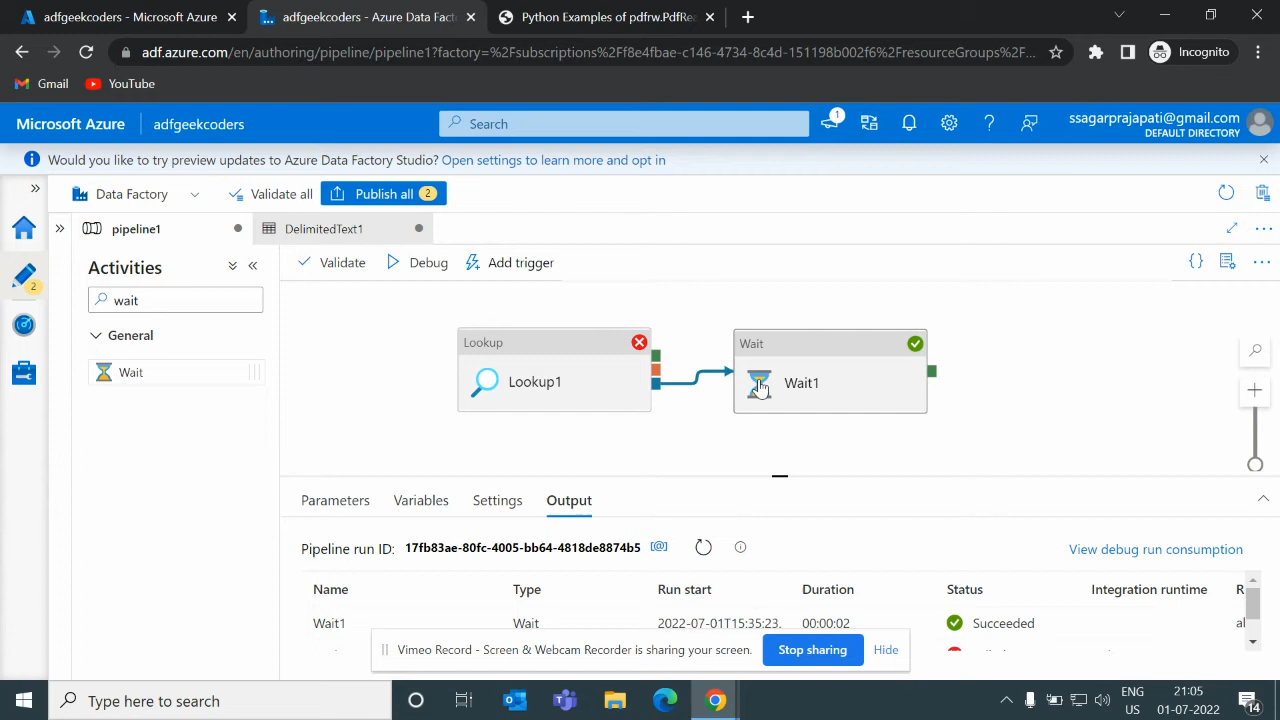 adfgeekcoders - Microsoft Azure
adfgeekcoders - Azure Data Fact
Python Examples of pdfrw.PdfRea
adf.azure.com/en/authoring/pipeline/pipeline1?factory=%2Fsubscriptions%2Ff8e4fbae-c146-4734-8c4d-151198b002f6%2FresourceGroups%2F...
Incognito
Gmail
YouTube
Microsoft Azure
adfgeekcoders
Search
1
ssagarprajapati@gmail.com
DEFAULT DIRECTORY
Would you like to try preview updates to Azure Data Factory Studio? Open settings to learn more and opt in
Data Factory
Validate all
Publish all 2
pipeline1
DelimitedText1
2
Activities
Validate
Debug
Add trigger
wait
General
Wait
Lookup
Lookup1
Wait
Wait1
Parameters
Variables
Settings
Output
Pipeline run ID: 17fb83ae-80fc-4005-bb64-4818de8874b5
View debug run consumption
Name Type Run start Duration Status Integration runtime R
Wait1 Wait 2022-07-01T15:35:23. 00:00:02 Succeeded al
Vimeo Record - Screen & Webcam Recorder is sharing your screen.
Stop sharing
Hide
Type here to search
ENG
US
21:05
01-07-2022
14